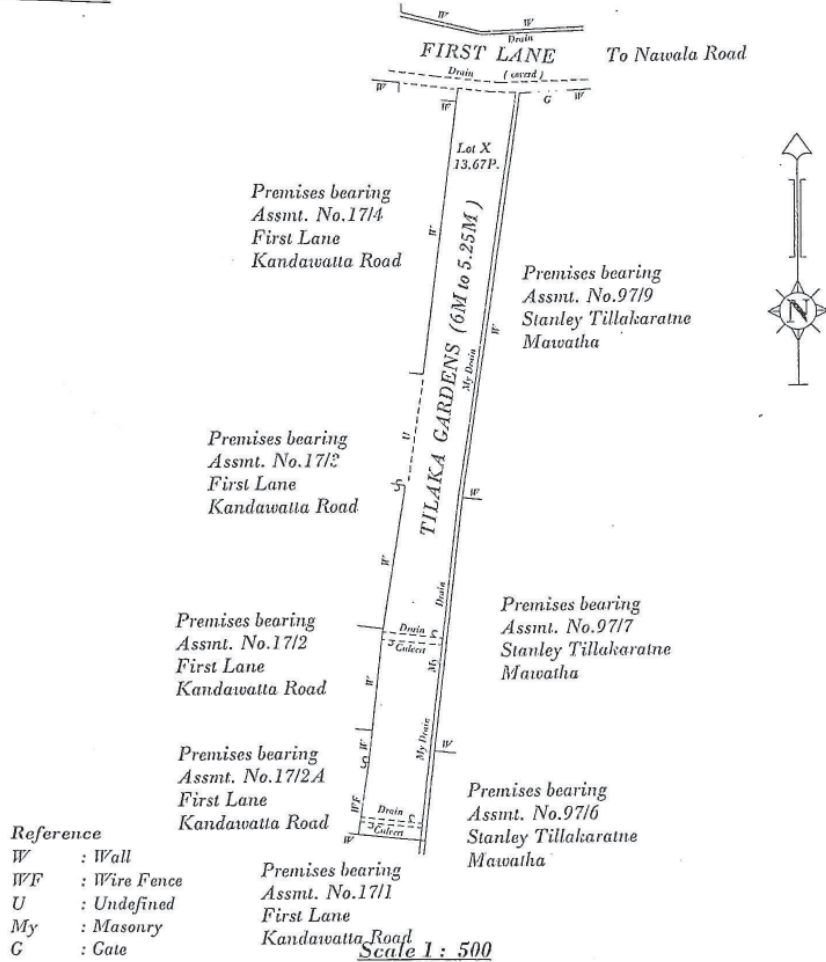 W
W
Drain
FIRST LANE
To Nawala Road
Drain (coverd)
W
G
W
W
Lot X
13.67P.
Premises bearing
Assmt. No.17/4
First Lane
Kandawatta Road
W
TILAKA GARDENS (6M to 5.25M)
Premises bearing
Assmt. No.97/9
Stanley Tillakaratne
Mawatha
N
W
My Drain
Premises bearing
Assmt. No.17/3
First Lane
Kandawatta Road
U
W
W
Drain
My
Premises bearing
Assmt. No.17/2
First Lane
Kandawatta Road
Drain
Culvert
W
Premises bearing
Assmt. No.97/7
Stanley Tillakaratne
Mawatha
My Drain
W
Premises bearing
Assmt. No.17/2A
First Lane
Kandawatta Road
W
WF
Drain
Culvert
W
Premises bearing
Assmt. No.97/6
Stanley Tillakaratne
Mawatha
Reference
W : Wall
WF : Wire Fence
U : Undefined
My : Masonry
G : Gate
Premises bearing
Assmt. No.17/1
First Lane
Kandawatta Road
Scale 1 : 500